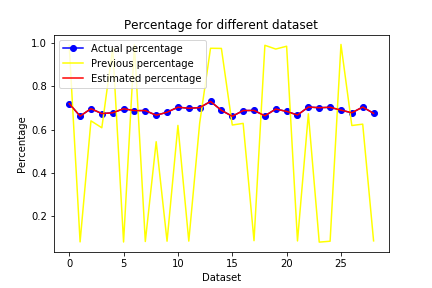 Percentage for different dataset
1.0
0.8
0.6
0.4
0.2
Percentage
Actual percentage
Previous percentage
Estimated percentage
0
5
10
15
20
25
Dataset